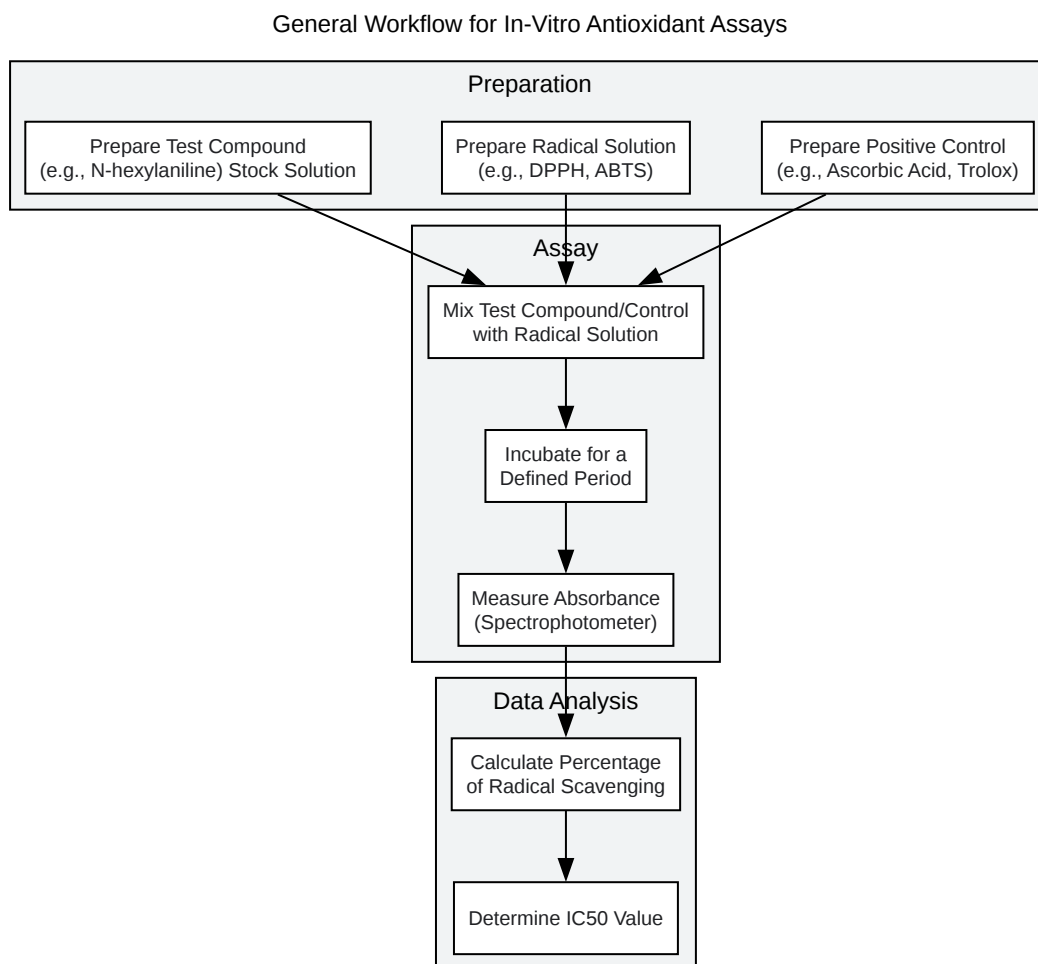 General Workflow for In-Vitro Antioxidant Assays
Preparation
Prepare Test Compound
(e.g., N-hexylaniline) Stock Solution
Prepare Radical Solution
(e.g., DPPH, ABTS)
Prepare Positive Control
(e.g., Ascorbic Acid, Trolox)
Assay
Mix Test Compound/Control
with Radical Solution
Incubate for a
Defined Period
Measure Absorbance
(Spectrophotometer)
Data Analysis
Calculate Percentage
of Radical Scavenging
Determine IC50 Value